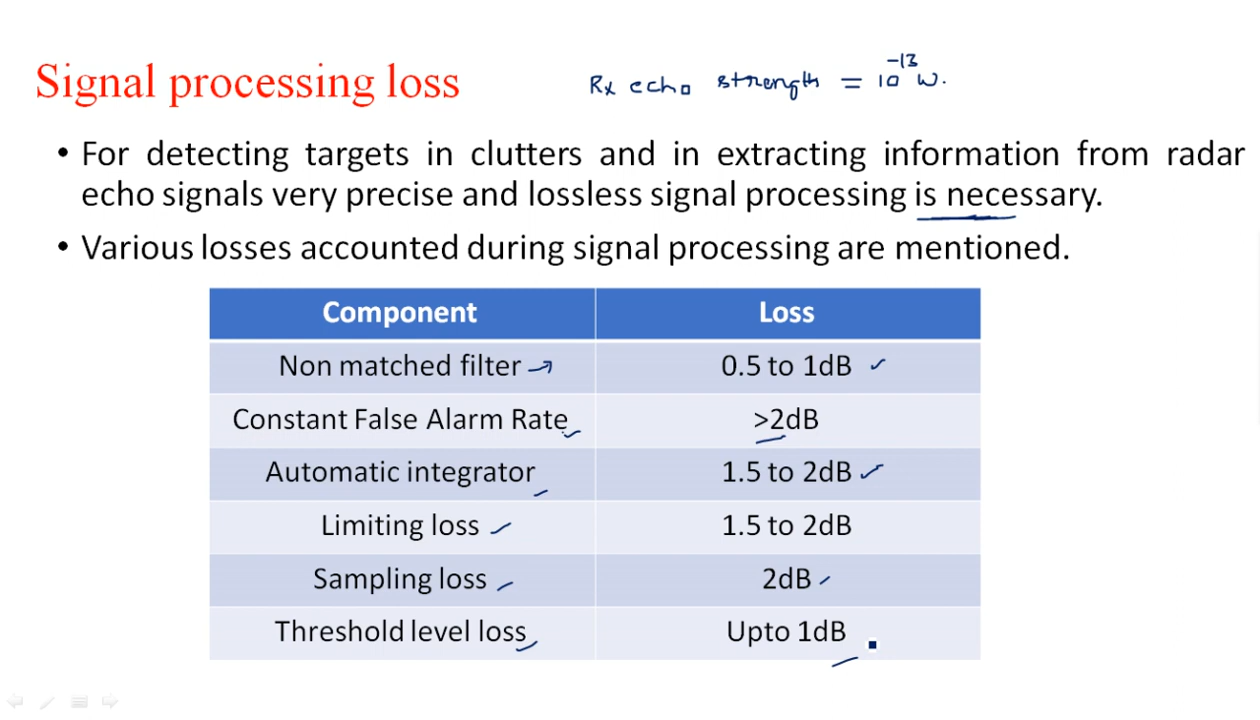 Signal processing loss
Rx echo strength = 10⁻¹³ W.
• For detecting targets in clutters and in extracting information from radar
echo signals very precise and lossless signal processing is necessary.
• Various losses accounted during signal processing are mentioned.
Component Loss
Non matched filter 0.5 to 1dB
Constant False Alarm Rate >2dB
Automatic integrator 1.5 to 2dB
Limiting loss 1.5 to 2dB
Sampling loss 2dB
Threshold level loss Upto 1dB